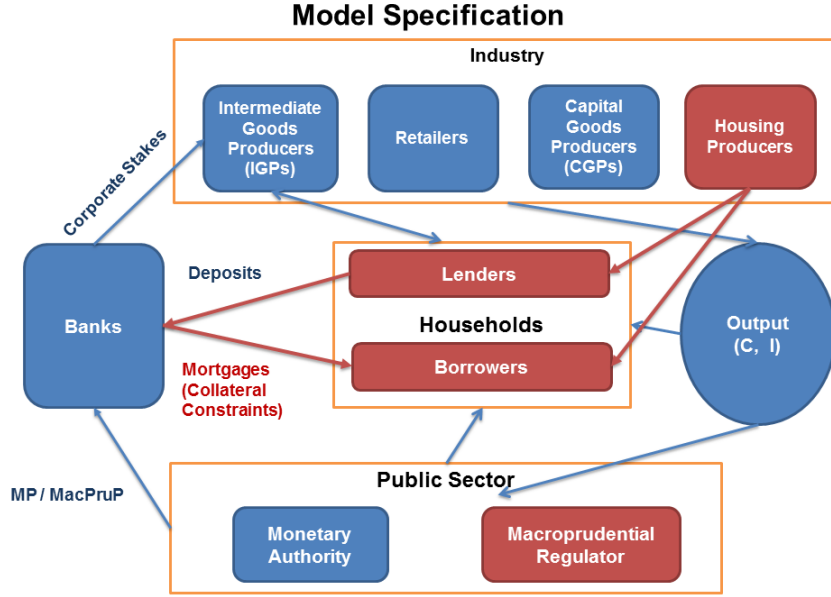 Model Specification
Industry
Intermediate
Goods
Producers
(IGPs)
Retailers
Capital
Goods
Producers
(CGPs)
Housing
Producers
Corporate Stakes
Deposits
Lenders
Banks
Households
Output
(C, I)
Borrowers
Mortgages
(Collateral
Constraints)
Public Sector
MP / MacPruP
Monetary
Authority
Macroprudential
Regulator